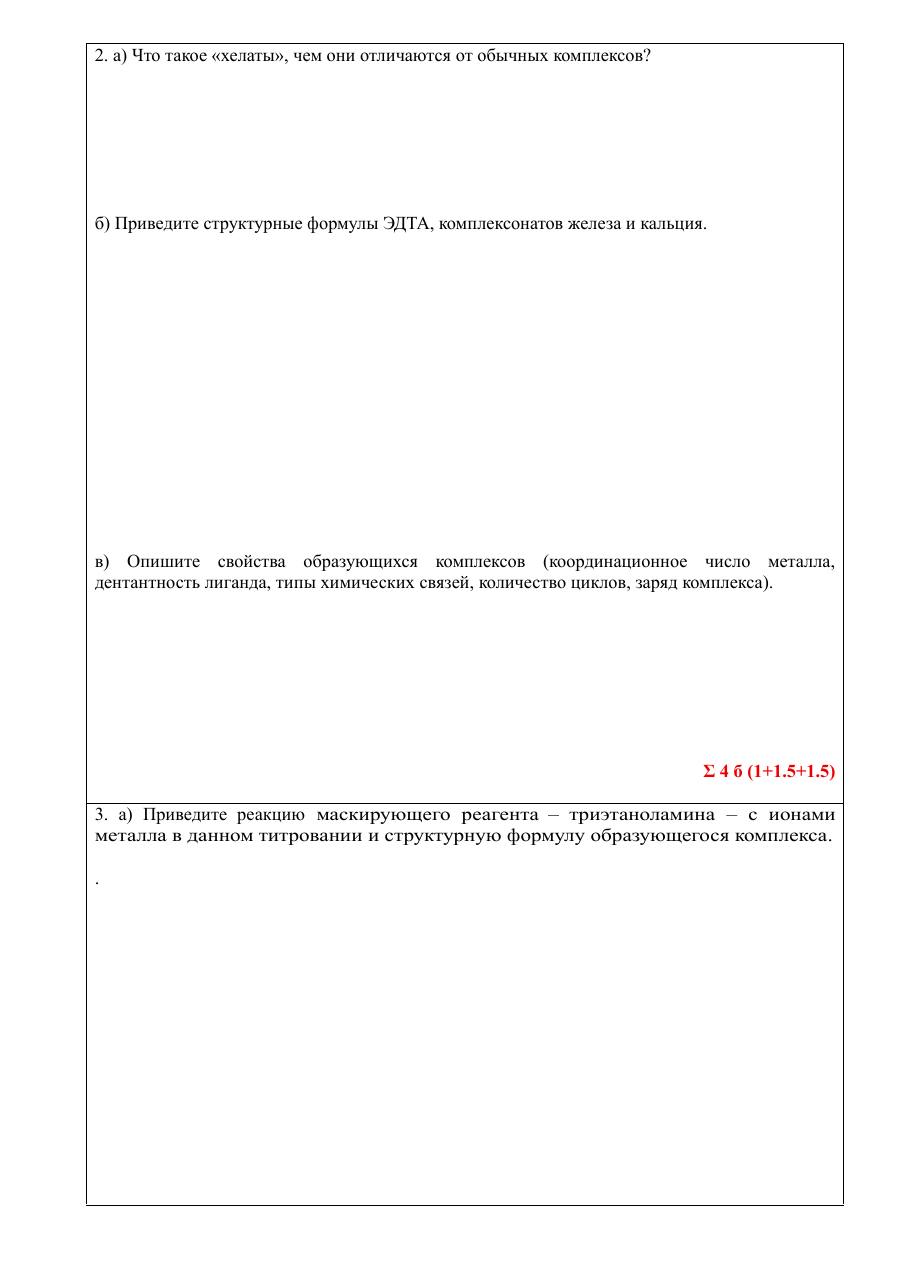 2. а) Что такое «хелаты», чем они отличаются от обычных комплексов?
б) Приведите структурные формулы ЭДТА, комплексонатов железа и кальция.
в) Опишите свойства образующихся комплексов (координационное число металла,
дентантность лиганда, типы химических связей, количество циклов, заряд комплекса).
Σ 4 б (1+1.5+1.5)
3. а) Приведите реакцию маскирующего реагента – триэтаноламина – с ионами
металла в данном титровании и структурную формулу образующегося комплекса.
.